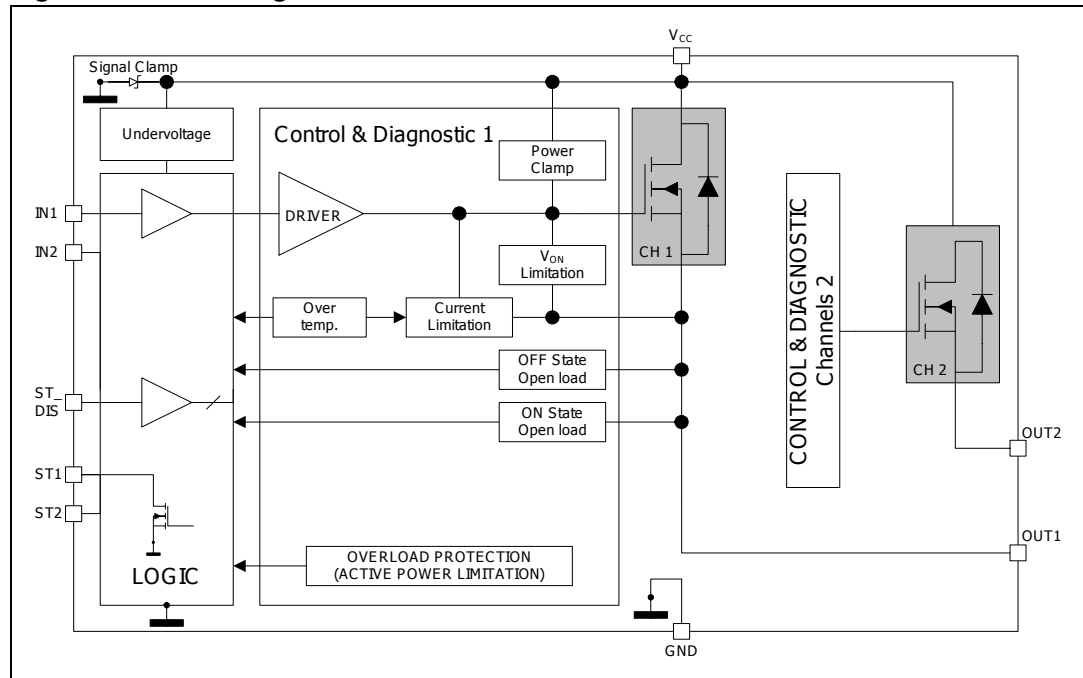 VCC
Signal Clamp
Undervoltage
Control & Diagnostic 1
Power
Clamp
IN1
DRIVER
IN2
VON
Limitation
CH 1
Over
temp.
Current
Limitation
CONTROL & DIAGNOSTIC
Channels 2
CH 2
OFF State
Open load
ST_
DIS
ON State
Open load
OUT2
ST1
ST2
OUT1
OVERLOAD PROTECTION
(ACTIVE POWER LIMITATION)
LOGIC
GND